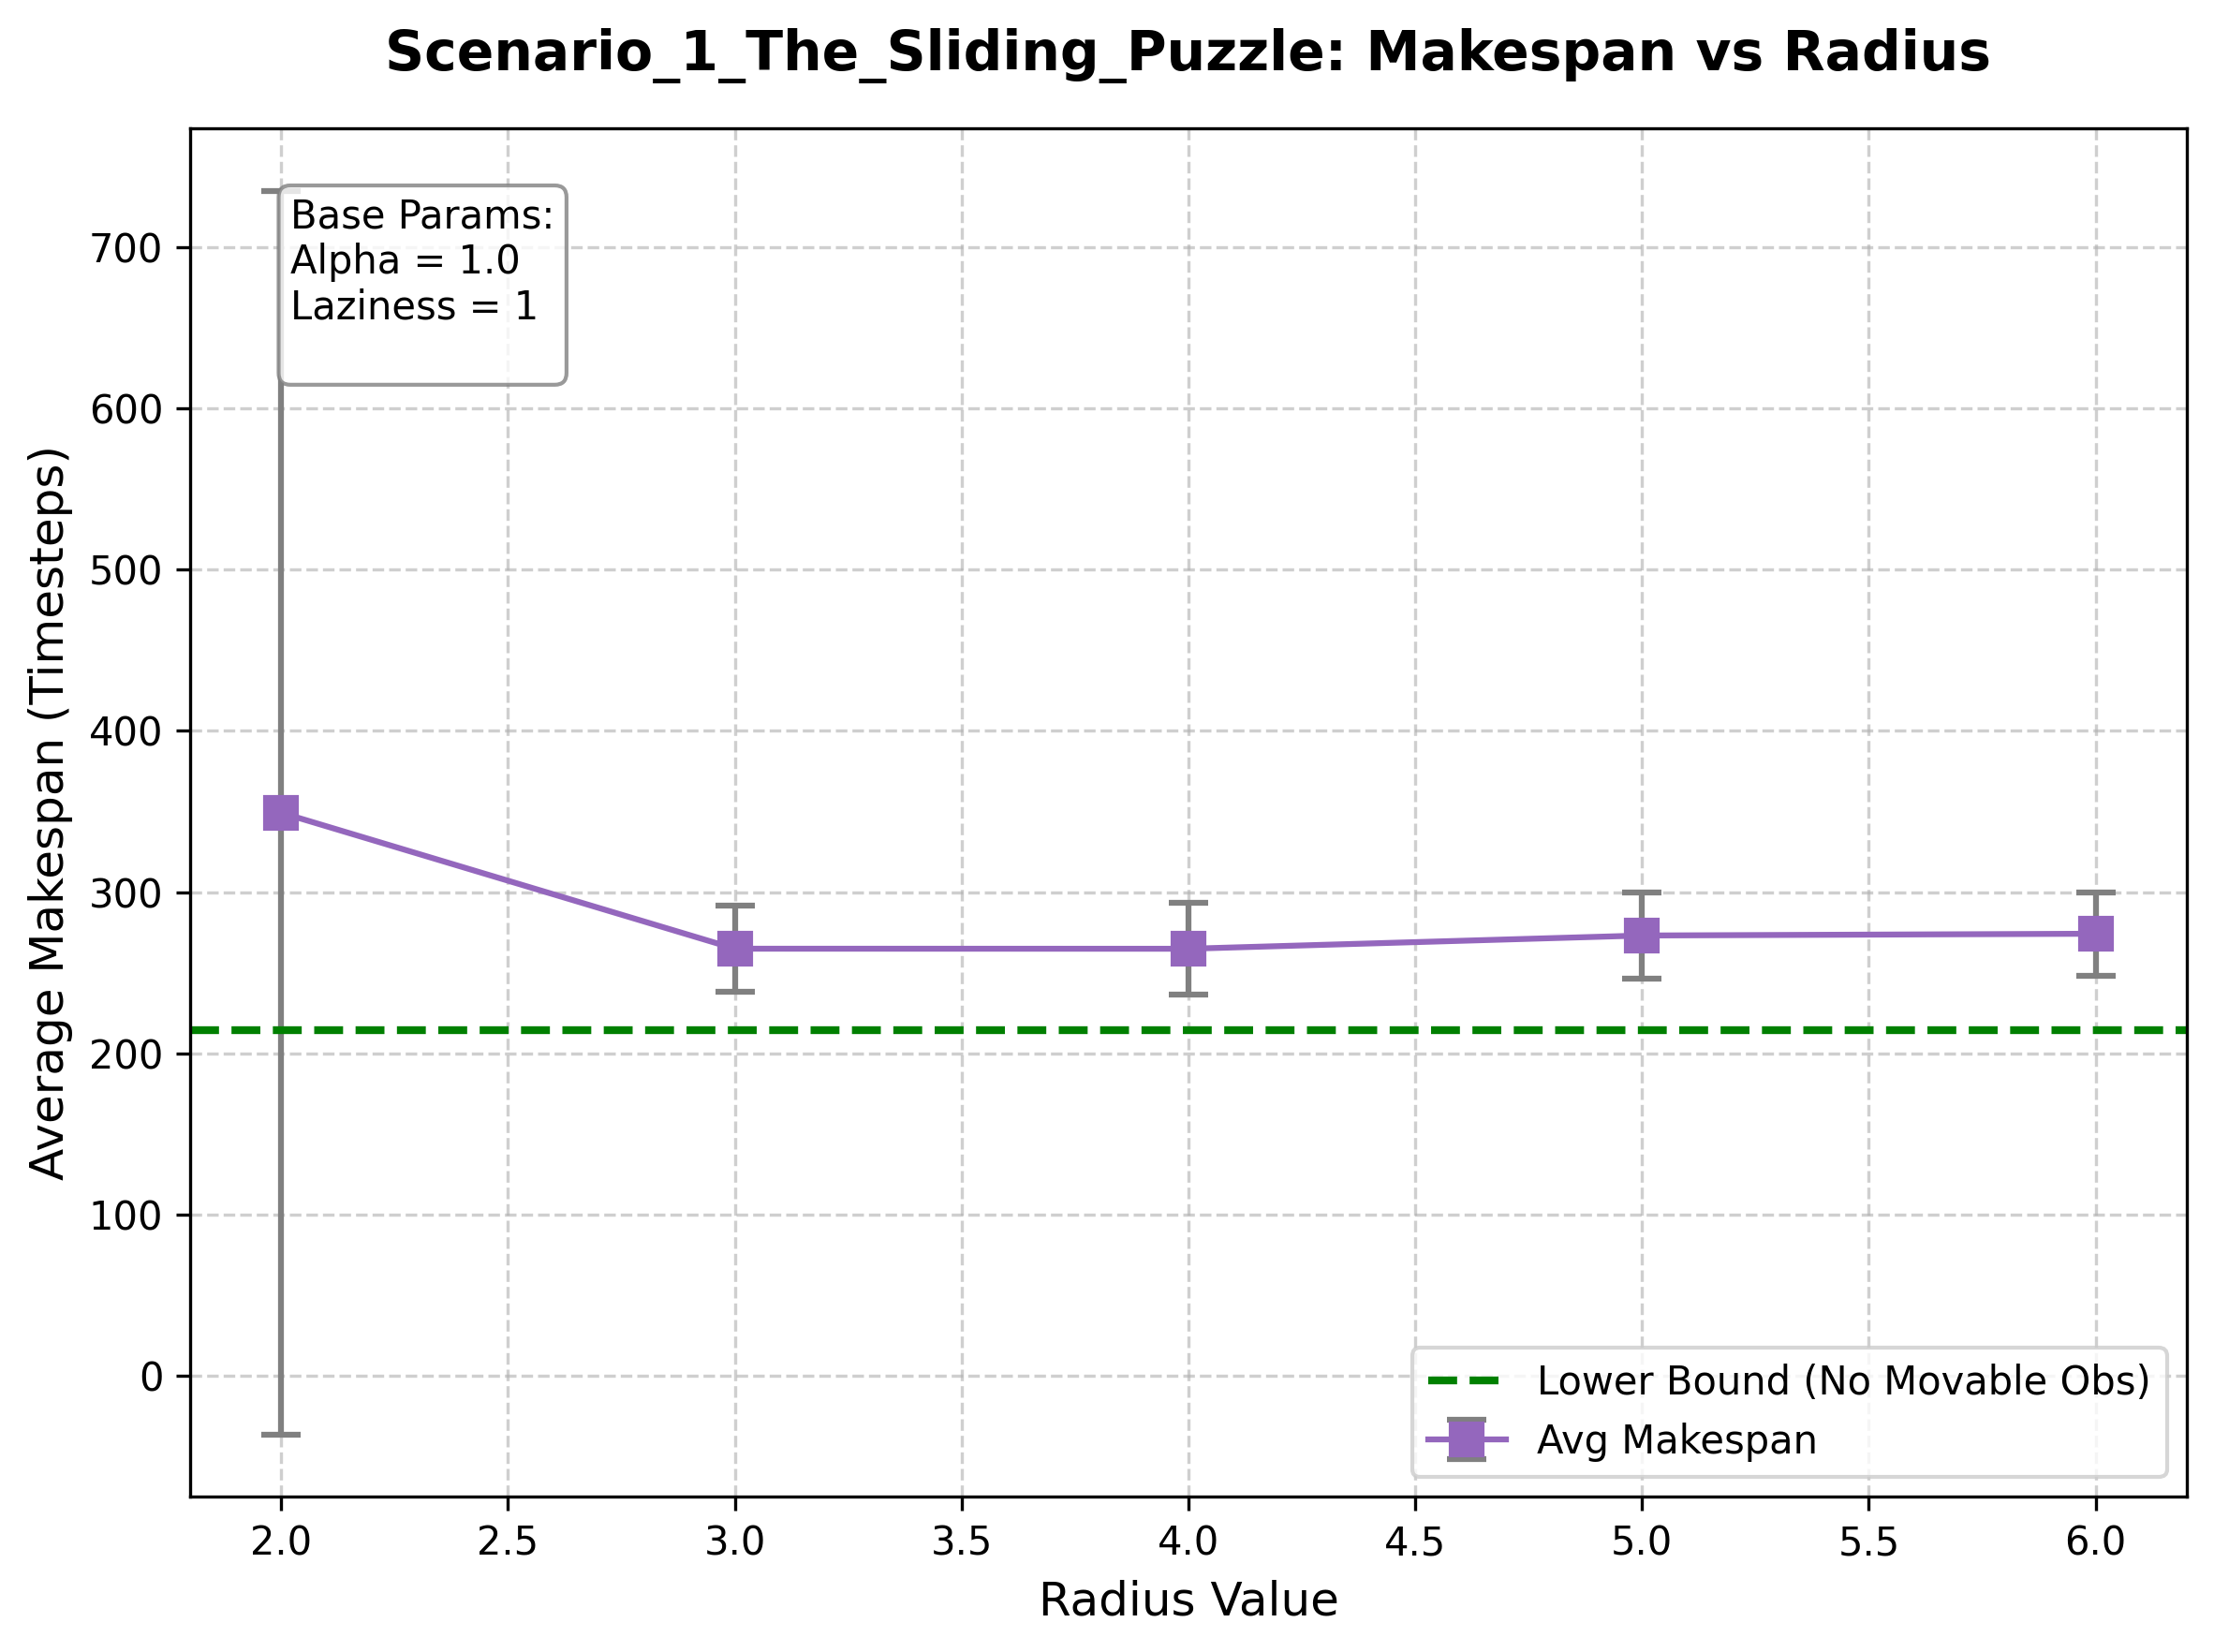 Scenario_1_The_Sliding_Puzzle: Makespan vs Radius
Base Params:
Alpha = 1.0
Laziness = 1
Average Makespan (Timesteps)
700
600
500
400
300
200
100
0
Lower Bound (No Movable Obs)
Avg Makespan
2.0 2.5 3.0 3.5 4.0 4.5 5.0 5.5 6.0
Radius Value